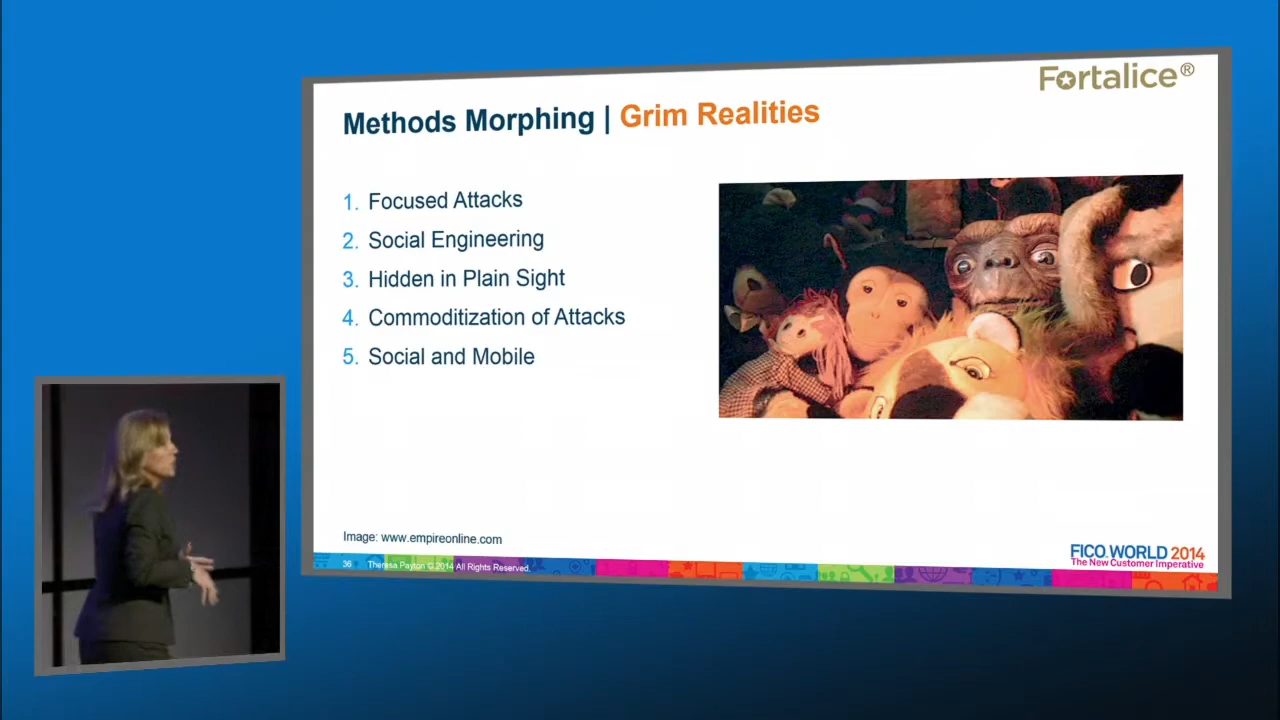 Fortalice®
Methods Morphing | Grim Realities
1. Focused Attacks
2. Social Engineering
3. Hidden in Plain Sight
4. Commoditization of Attacks
5. Social and Mobile
Image: www.empireonline.com
36 Theresa Payton © 2014 All Rights Reserved.
FICO WORLD 2014
The New Customer Imperative